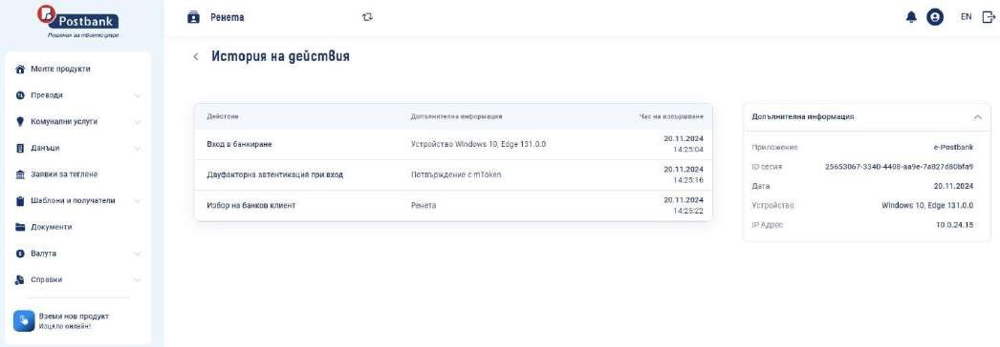 Postbank
Решения за твоето утре
Ренета
EN
Моите продукти
Преводи
Комунални услуги
Данъци
Заявки за теглене
Шаблони и получатели
Документи
Валута
Справки
Вземи нов продукт
Изцяло онлайн!
История на действия
Действие Допълнителна информация Час на извършване
Вход в банкиране Устройство Windows 10, Edge 131.0.0 20.11.2024
14:25:04
Двуфакторна автентикация при вход Потвърждение с mToken 20.11.2024
14:25:16
Избор на банков клиент Ренета 20.11.2024
14:25:22
Допълнителна информация
Приложение e-Postbank
ID сесия 25653067-3340-4408-aa9e-7a827d80bfa9
Дата 20.11.2024
Устройство Windows 10, Edge 131.0.0
IP Адрес 10.0.24.15